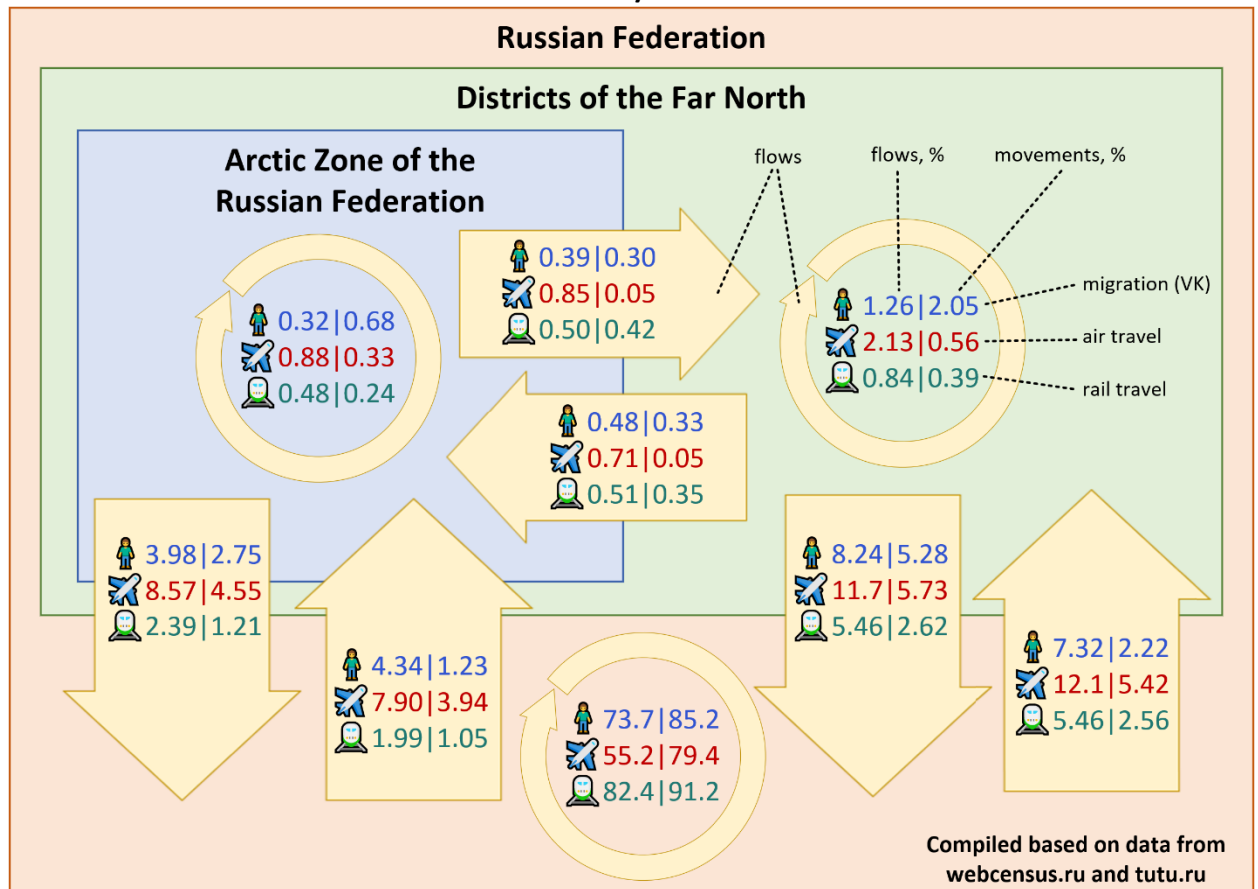 Russian Federation
Districts of the Far North
Arctic Zone of the
Russian Federation
flows
flows, %
movements, %
migration (VK)
air travel
rail travel
0.32|0.68
0.88|0.33
0.48|0.24
0.39|0.30
0.85|0.05
0.50|0.42
1.26|2.05
2.13|0.56
0.84|0.39
0.48|0.33
0.71|0.05
0.51|0.35
3.98|2.75
8.57|4.55
2.39|1.21
4.34|1.23
7.90|3.94
1.99|1.05
73.7|85.2
55.2|79.4
82.4|91.2
8.24|5.28
11.7|5.73
5.46|2.62
7.32|2.22
12.1|5.42
5.46|2.56
Compiled based on data from
webcensus.ru and tutu.ru